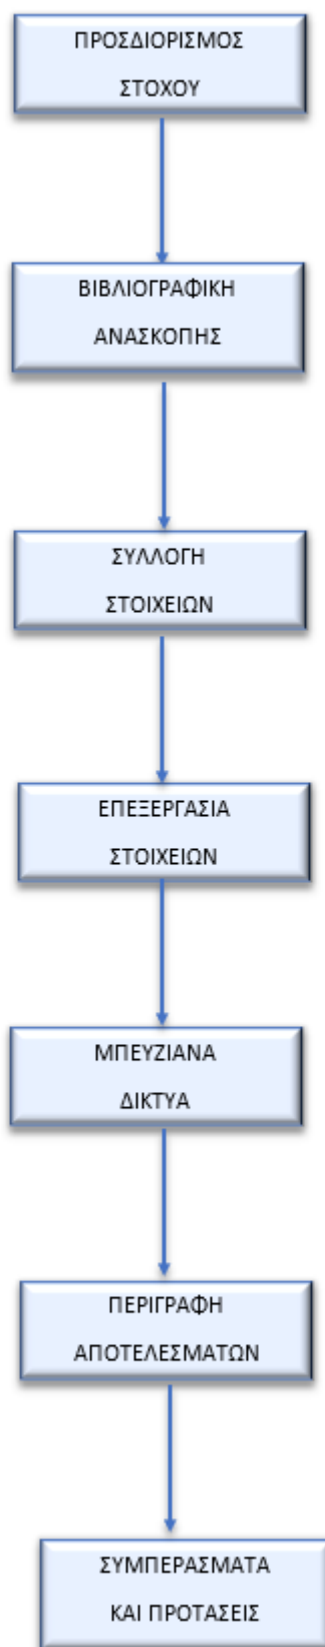 ΠΡΟΣΔΙΟΡΙΣΜΟΣ
ΣΤΟΧΟΥ
ΒΙΒΛΙΟΓΡΑΦΙΚΗ
ΑΝΑΣΚΟΠΗΣ
ΣΥΛΛΟΓΗ
ΣΤΟΙΧΕΙΩΝ
ΕΠΕΞΕΡΓΑΣΙΑ
ΣΤΟΙΧΕΙΩΝ
ΜΠΕΥΖΙΑΝΑ
ΔΙΚΤΥΑ
ΠΕΡΙΓΡΑΦΗ
ΑΠΟΤΕΛΕΣΜΑΤΩΝ
ΣΥΜΠΕΡΑΣΜΑΤΑ
ΚΑΙ ΠΡΟΤΑΣΕΙΣ